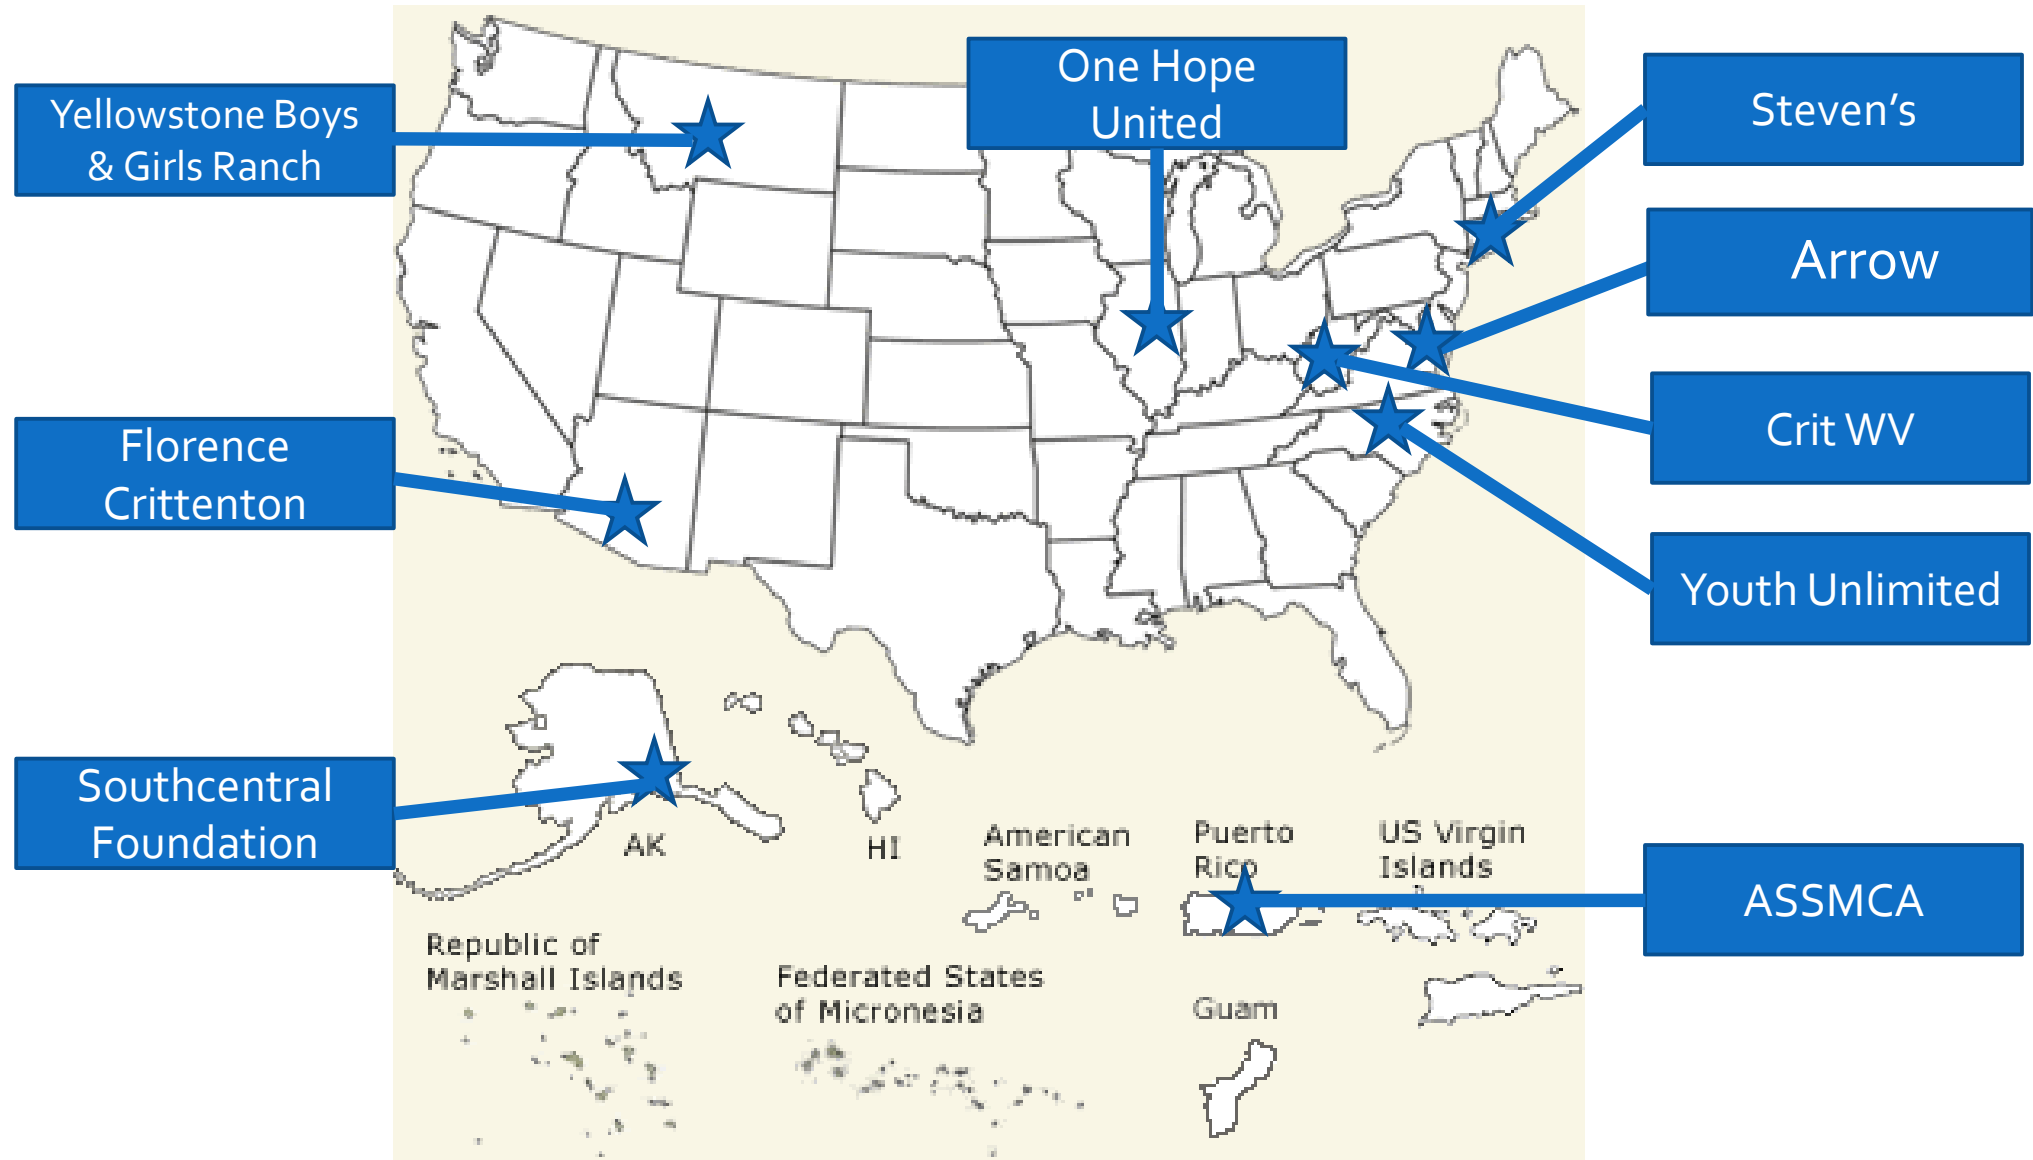 One Hope
United
Steven’s
Yellowstone Boys
& Girls Ranch
Arrow
Crit WV
Florence
Crittenton
Youth Unlimited
Southcentral
Foundation
AK
HI
American
Samoa
Puerto
Rico
US Virgin
Islands
ASSMCA
Republic of
Marshall Islands
Federated States
of Micronesia
Guam